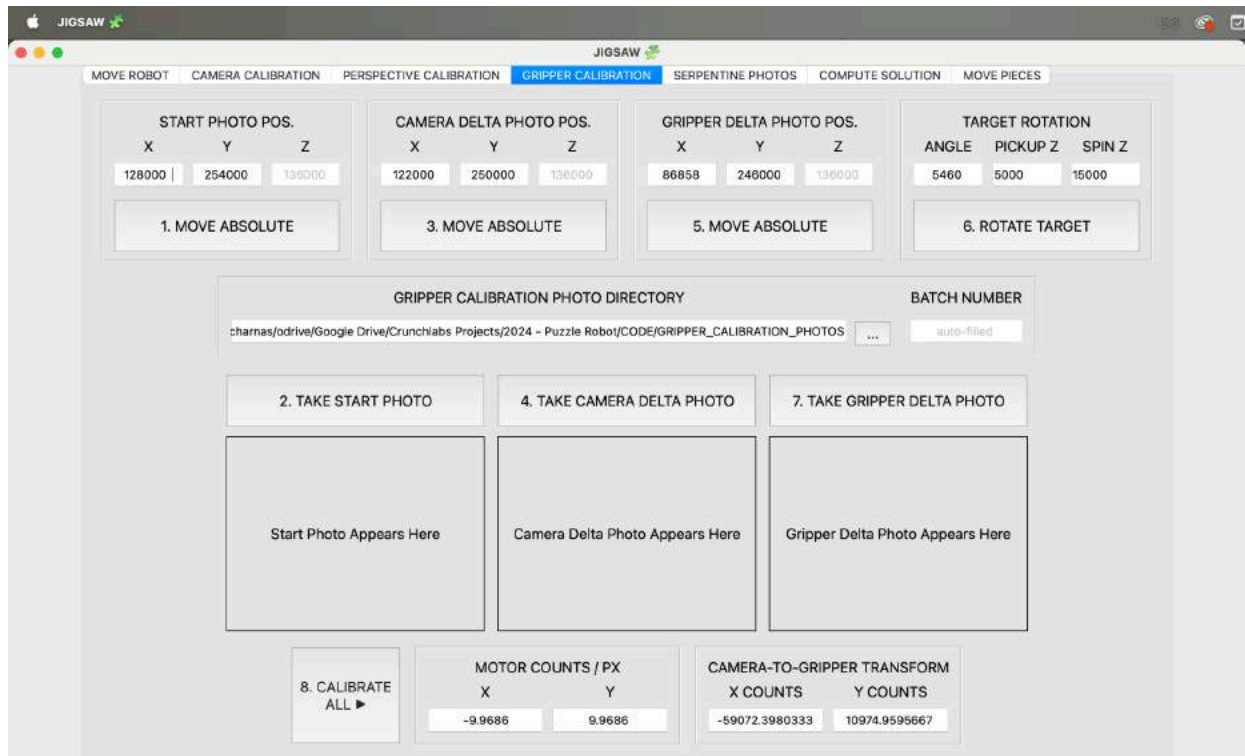 JIGSAW
JIGSAW
MOVE ROBOT CAMERA CALIBRATION PERSPECTIVE CALIBRATION GRIPPER CALIBRATION SERPENTINE PHOTOS COMPUTE SOLUTION MOVE PIECES
START PHOTO POS. CAMERA DELTA PHOTO POS. GRIPPER DELTA PHOTO POS. TARGET ROTATION
X Y Z X Y Z X Y Z ANGLE PICKUP Z SPIN Z
128000 254000 136000 122000 250000 136000 86858 246000 136000 5460 5000 15000
1. MOVE ABSOLUTE 3. MOVE ABSOLUTE 5. MOVE ABSOLUTE 6. ROTATE TARGET
GRIPPER CALIBRATION PHOTO DIRECTORY BATCH NUMBER
charnas/odrive/Google Drive/Crunchlabs Projects/2024 - Puzzle Robot/CODE/GRIPPER_CALIBRATION_PHOTOS ... auto-filled
2. TAKE START PHOTO 4. TAKE CAMERA DELTA PHOTO 7. TAKE GRIPPER DELTA PHOTO
Start Photo Appears Here Camera Delta Photo Appears Here Gripper Delta Photo Appears Here
MOTOR COUNTS / PX CAMERA-TO-GRIPPER TRANSFORM
8. CALIBRATE ALL ▶ X Y X COUNTS Y COUNTS
-9.9686 9.9686 -59072.3980333 10974.9595667